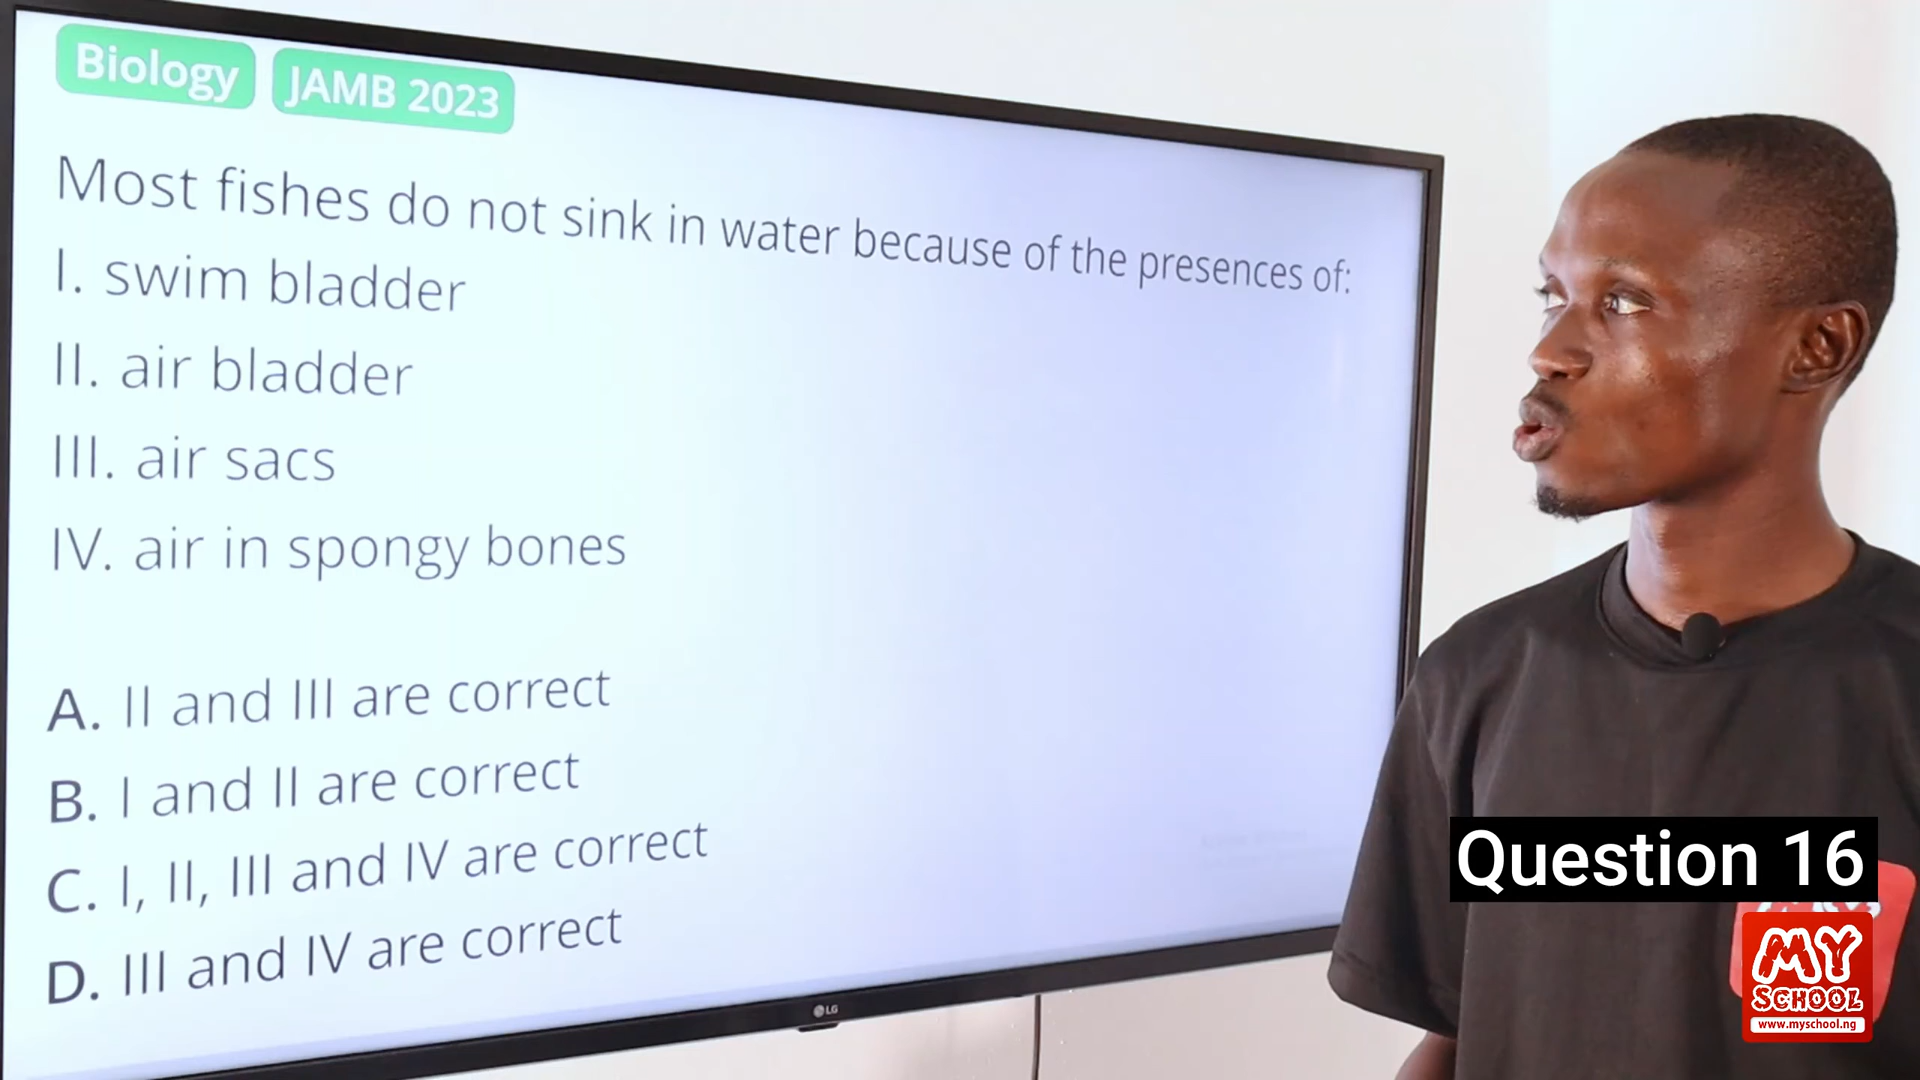 Biology JAMB 2023
Most fishes do not sink in water because of the presences of:
I. swim bladder
II. air bladder
III. air sacs
IV. air in spongy bones
A. II and III are correct
B. I and II are correct
C. I, II, III and IV are correct
D. III and IV are correct
LG
Question 16
MY
SCHOOL
www.myschool.ng